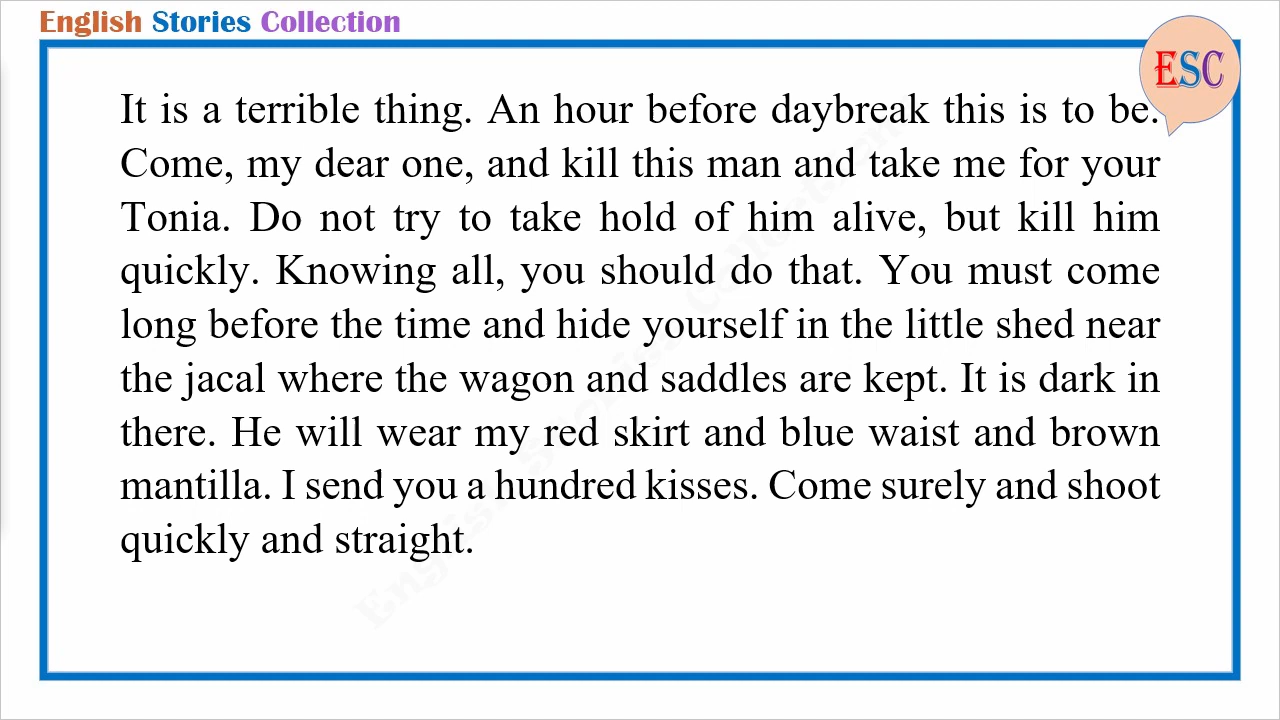 English Stories Collection
ESC
It is a terrible thing. An hour before daybreak this is to be.
Come, my dear one, and kill this man and take me for your
Tonia. Do not try to take hold of him alive, but kill him
quickly. Knowing all, you should do that. You must come
long before the time and hide yourself in the little shed near
the jacal where the wagon and saddles are kept. It is dark in
there. He will wear my red skirt and blue waist and brown
mantilla. I send you a hundred kisses. Come surely and shoot
quickly and straight.
English Stories Collection